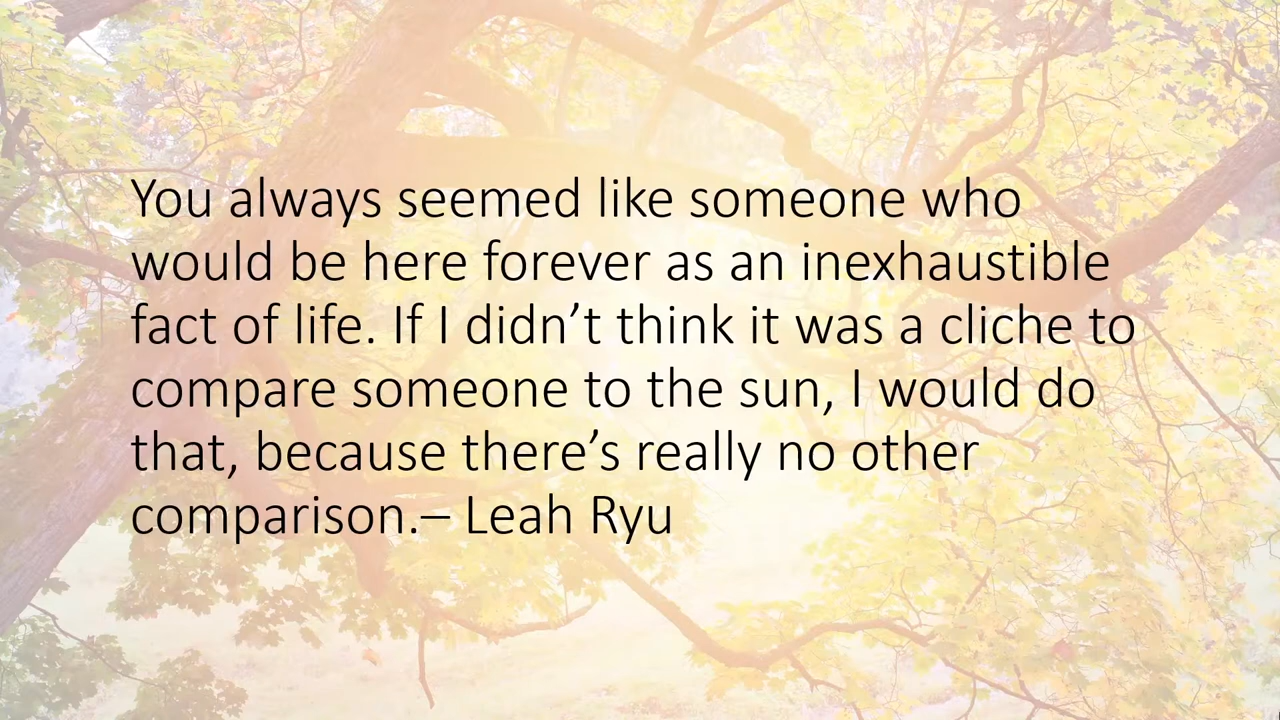 You always seemed like someone who
would be here forever as an inexhaustible
fact of life. If I didn’t think it was a cliche to
compare someone to the sun, I would do
that, because there’s really no other
comparison.– Leah Ryu